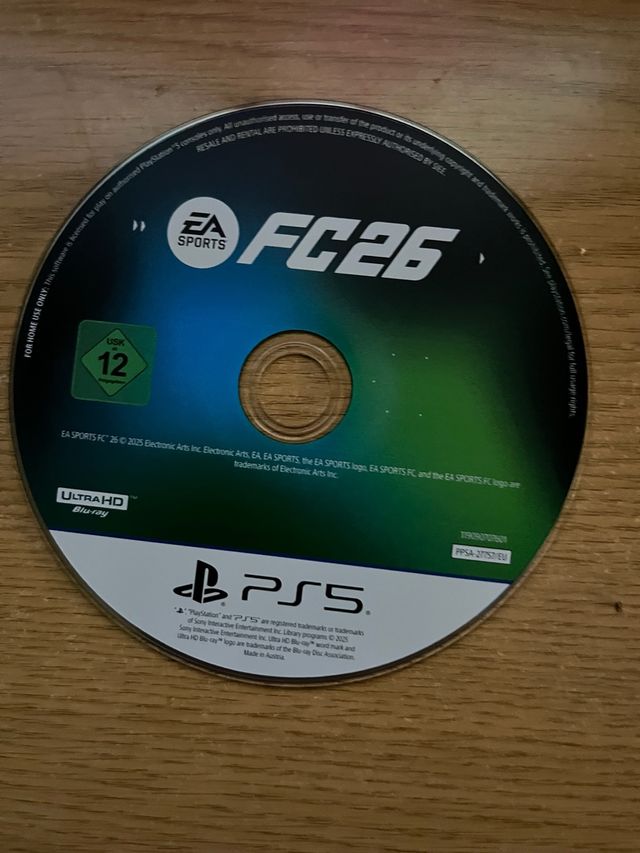 FOR HOME USE ONLY: This software is licensed for play on authorised PlayStation®5 consoles only. All unauthorised access, use or transfer of the product or its underlying copyright and trademark works is prohibited. See playstation.com/legal for full usage rights.
RESALE AND RENTAL ARE PROHIBITED UNLESS EXPRESSLY AUTHORISED BY SIEE.
EA SPORTS FC26
USK
ab
12
freigegeben
EA SPORTS FC™ 26 © 2025 Electronic Arts Inc. Electronic Arts, EA, EA SPORTS, the EA SPORTS logo, EA SPORTS FC, and the EA SPORTS FC logo are
trademarks of Electronic Arts Inc.
ULTRA HD™
Blu-ray
PPSA-27757/EU
PS5®
"PlayStation" and "PS5" are registered trademarks or trademarks
of Sony Interactive Entertainment Inc. Library programs © 2025
Sony Interactive Entertainment Inc. Ultra HD Blu-ray™ word mark and
Ultra HD Blu-ray™ logo are trademarks of the Blu-ray Disc Association.
Made in Austria.